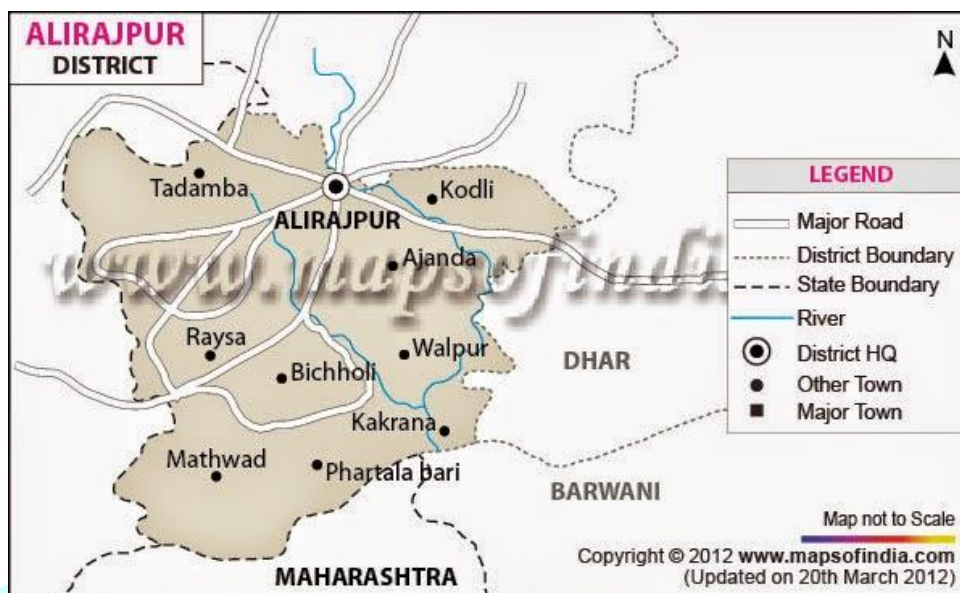 ALIRAJPUR
DISTRICT
N
Tadamba
Kodli
ALIRAJPUR
Ajanda
www.mapsofindia
Raysa
Walpur
Bichholi
Kakrana
Mathwad
Phartala bari
DHAR
BARWANI
MAHARASHTRA
LEGEND
Major Road
District Boundary
State Boundary
River
District HQ
Other Town
Major Town
Map not to Scale
Copyright © 2012 www.mapsofindia.com
(Updated on 20th March 2012)